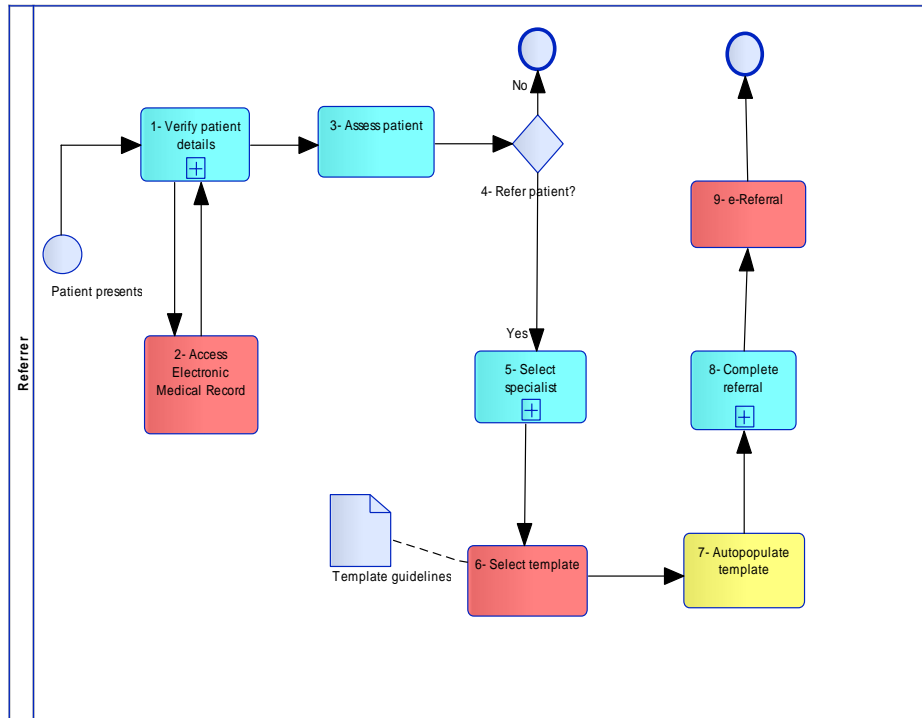 Referrer
Patient presents
1- Verify patient
details
2- Access
Electronic
Medical Record
3- Assess patient
4- Refer patient?
No
Yes
5- Select
specialist
Template guidelines
6- Select template
7- Autopopulate
template
8- Complete
referral
9- e-Referral